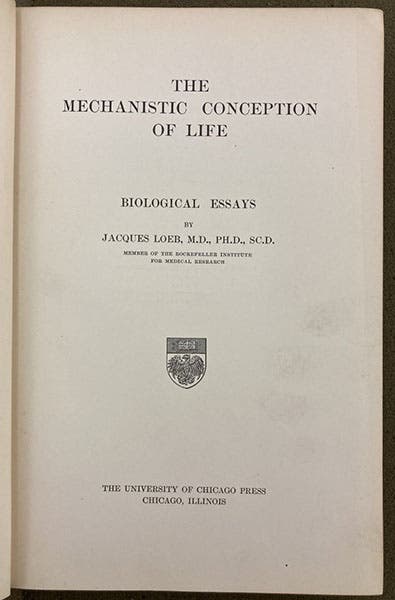 THE
MECHANISTIC CONCEPTION
OF LIFE
BIOLOGICAL ESSAYS
BY
JACQUES LOEB, M.D., PH.D., SC.D.
MEMBER OF THE ROCKEFELLER INSTITUTE
FOR MEDICAL RESEARCH
THE UNIVERSITY OF CHICAGO PRESS
CHICAGO, ILLINOIS